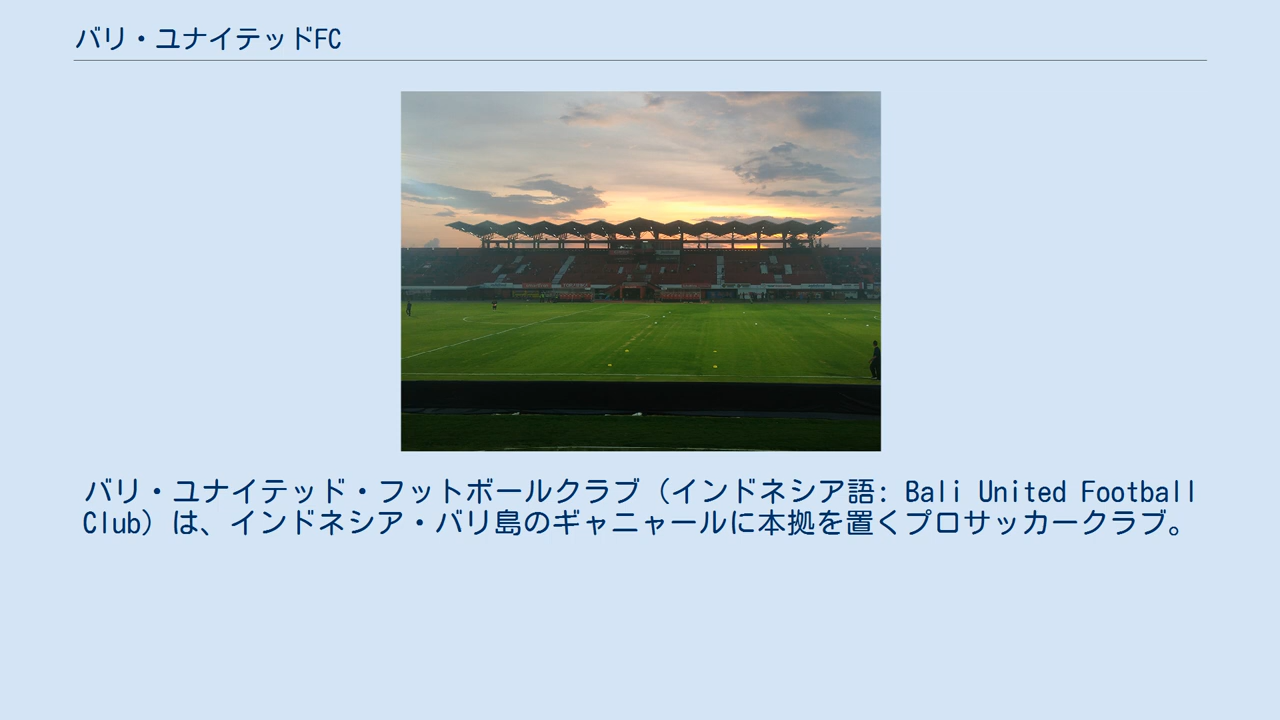 バリ・ユナイテッドFC
バリ・ユナイテッド・フットボールクラブ（インドネシア語: Bali United Football
Club）は、インドネシア・バリ島のギャニャールに本拠を置くプロサッカークラブ。